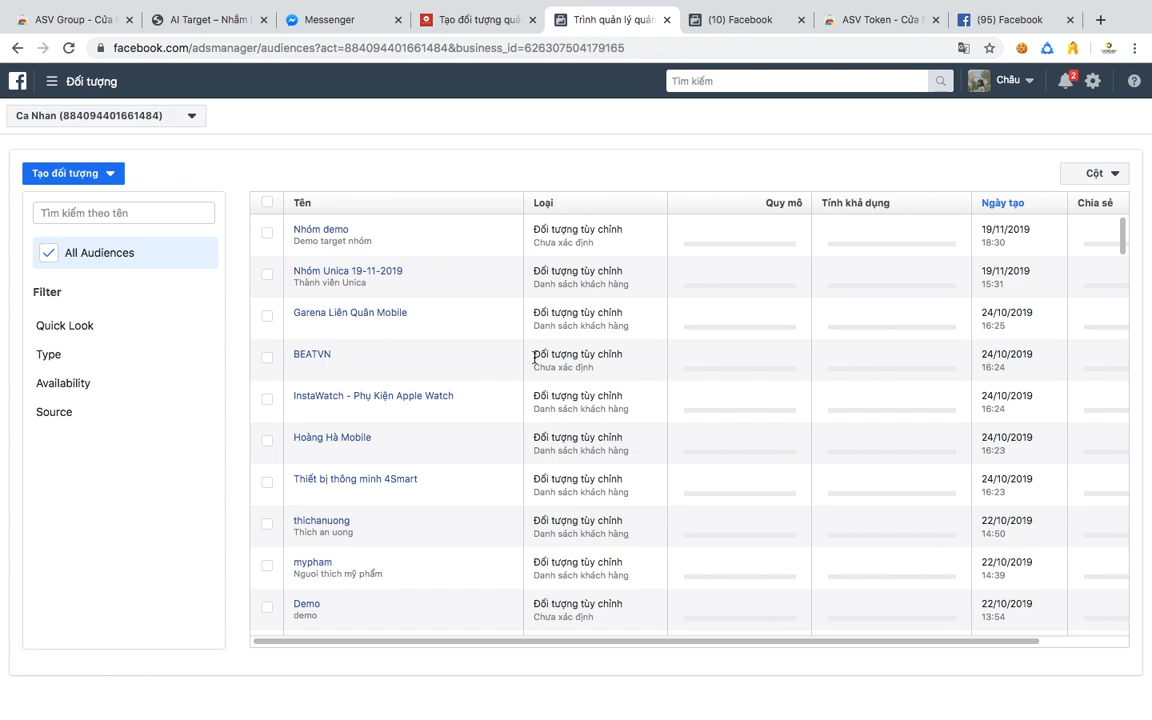 ASV Group - Cửa
AI Target – Nhắm
Messenger
Tạo đối tượng quả
Trình quản lý quản
(10) Facebook
ASV Token - Cửa
(95) Facebook
facebook.com/adsmanager/audiences?act=884094401661484&business_id=626307504179165
Đối tượng
Tìm kiếm
Châu
2
Ca Nhan (884094401661484)
Tạo đối tượng
Cột
Tìm kiếm theo tên
All Audiences
Filter
Quick Look
Type
Availability
Source
Tên Loại Quy mô Tính khả dụng Ngày tạo Chia sẻ
Nhóm demo Đối tượng tùy chỉnh 19/11/2019
Demo target nhóm Chưa xác định 18:30
Nhóm Unica 19-11-2019 Đối tượng tùy chỉnh 19/11/2019
Thành viên Unica Danh sách khách hàng 15:31
Garena Liên Quân Mobile Đối tượng tùy chỉnh 24/10/2019
Danh sách khách hàng 16:25
BEATVN Đối tượng tùy chỉnh 24/10/2019
Chưa xác định 16:24
InstaWatch - Phụ Kiện Apple Watch Đối tượng tùy chỉnh 24/10/2019
Danh sách khách hàng 16:24
Hoàng Hà Mobile Đối tượng tùy chỉnh 24/10/2019
Danh sách khách hàng 16:23
Thiết bị thông minh 4Smart Đối tượng tùy chỉnh 24/10/2019
Danh sách khách hàng 16:23
thichanuong Đối tượng tùy chỉnh 22/10/2019
Thich an uong Danh sách khách hàng 14:50
mypham Đối tượng tùy chỉnh 22/10/2019
Nguoi thich mỹ phẩm Danh sách khách hàng 14:39
Demo Đối tượng tùy chỉnh 22/10/2019
demo Chưa xác định 13:54